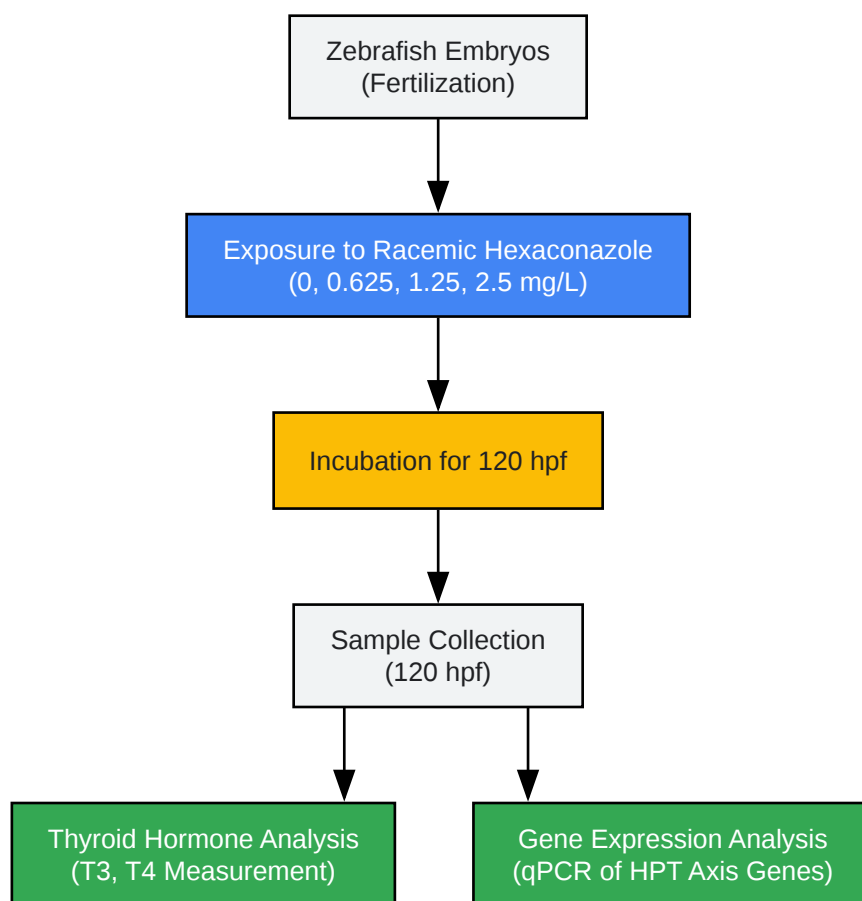 Zebrafish Embryos
(Fertilization)
Exposure to Racemic Hexaconazole
(0, 0.625, 1.25, 2.5 mg/L)
Incubation for 120 hpf
Sample Collection
(120 hpf)
Thyroid Hormone Analysis
(T3, T4 Measurement)
Gene Expression Analysis
(qPCR of HPT Axis Genes)